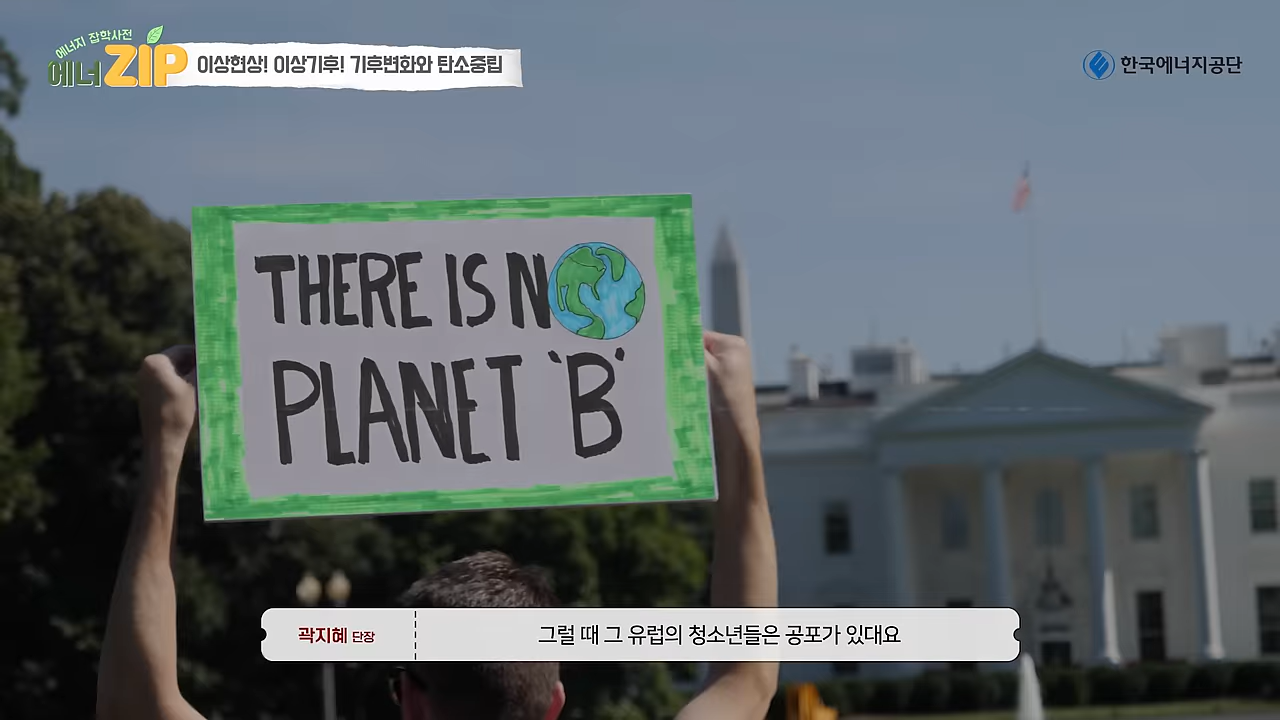 에너지 잡학사전
에너ZIP
이상현상! 이상기후! 기후변화와 탄소중립
한국에너지공단
THERE IS N
PLANET 'B'
곽지혜 단장
그럴 때 그 유럽의 청소년들은 공포가 있대요